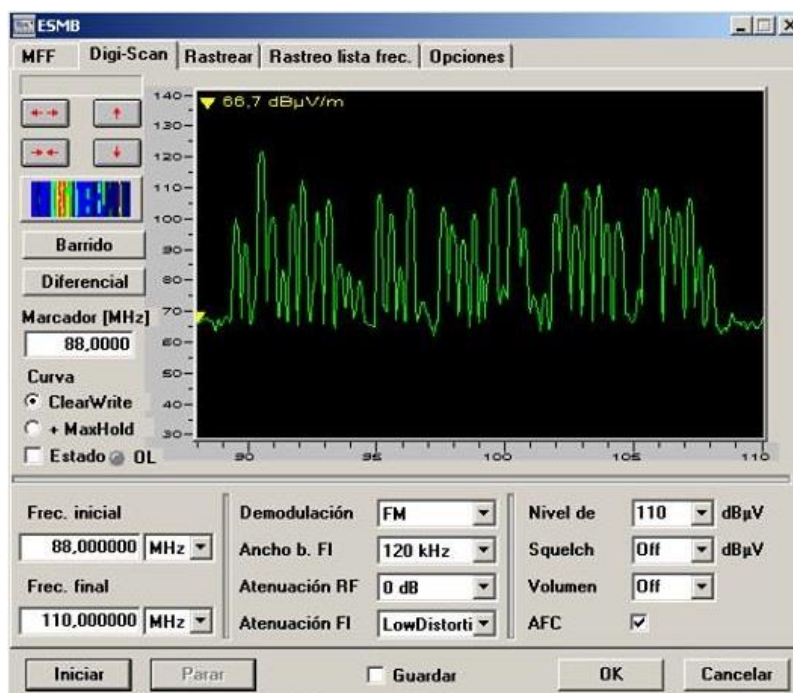 ESMB
MFF Digi-Scan Rastrear Rastreo lista frec. Opciones
66,7 dBµV/m
140
130
120
110
100
90
80
70
60
50
40
30
90 95 100 105 110
Barrido
Diferencial
Marcador [MHz]
88,0000
Curva
ClearWrite
+ MaxHold
Estado OL
Frec. inicial
88,000000 MHz
Frec. final
110,000000 MHz
Demodulación FM
Ancho b. FI 120 kHz
Atenuación RF 0 dB
Atenuación FI LowDistorti
Nivel de 110 dBµV
Squelch Off dBµV
Volumen Off
AFC
Iniciar Parar Guardar OK Cancelar